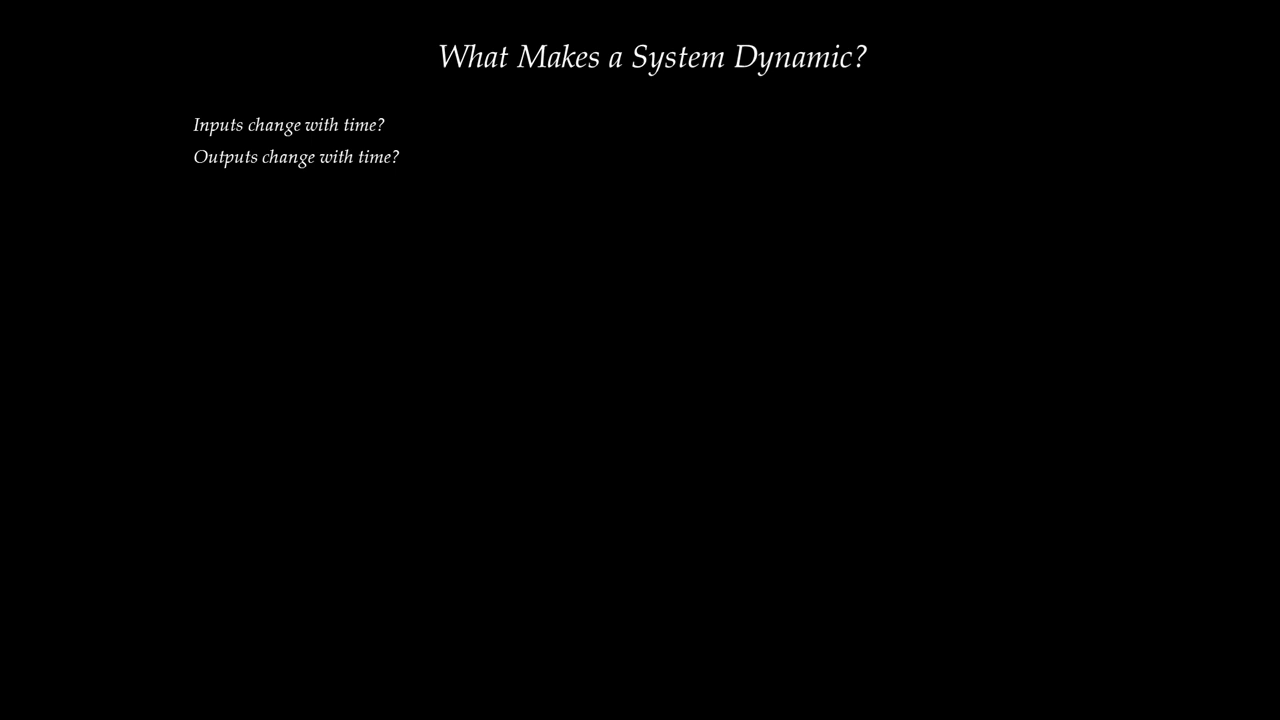 What Makes a System Dynamic?
Inputs change with time?
Outputs change with time?